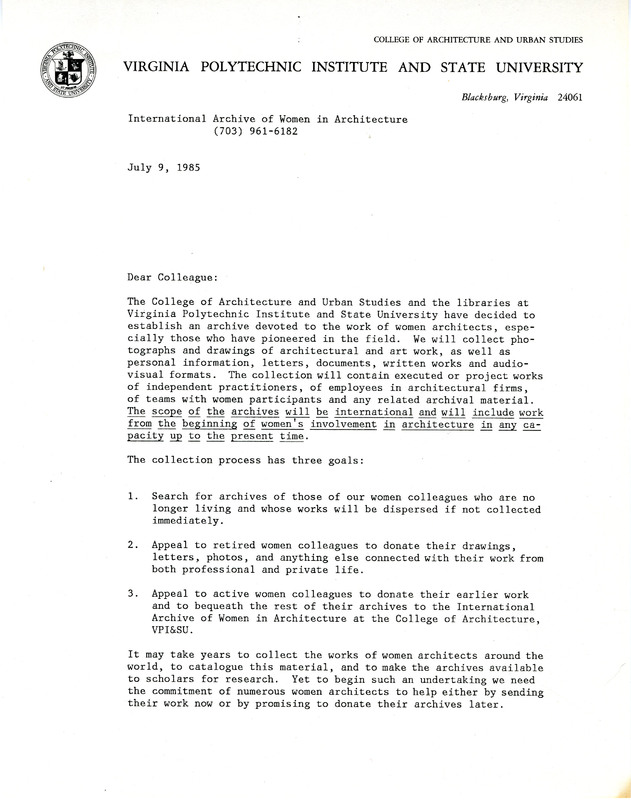 COLLEGE OF ARCHITECTURE AND URBAN STUDIES
VIRGINIA POLYTECHNIC INSTITUTE AND STATE UNIVERSITY
Blacksburg, Virginia 24061
International Archive of Women in Architecture
(703) 961-6182
July 9, 1985
Dear Colleague:
The College of Architecture and Urban Studies and the libraries at
Virginia Polytechnic Institute and State University have decided to
establish an archive devoted to the work of women architects, espe-
cially those who have pioneered in the field. We will collect pho-
tographs and drawings of architectural and art work, as well as
personal information, letters, documents, written works and audio-
visual formats. The collection will contain executed or project works
of independent practitioners, of employees in architectural firms,
of teams with women participants and any related archival material.
The scope of the archives will be international and will include work
from the beginning of women's involvement in architecture in any ca-
pacity up to the present time.
The collection process has three goals:
1. Search for archives of those of our women colleagues who are no
longer living and whose works will be dispersed if not collected
immediately.
2. Appeal to retired women colleagues to donate their drawings,
letters, photos, and anything else connected with their work from
both professional and private life.
3. Appeal to active women colleagues to donate their earlier work
and to bequeath the rest of their archives to the International
Archive of Women in Architecture at the College of Architecture,
VPI&SU.
It may take years to collect the works of women architects around the
world, to catalogue this material, and to make the archives available
to scholars for research. Yet to begin such an undertaking we need
the commitment of numerous women architects to help either by sending
their work now or by promising to donate their archives later.